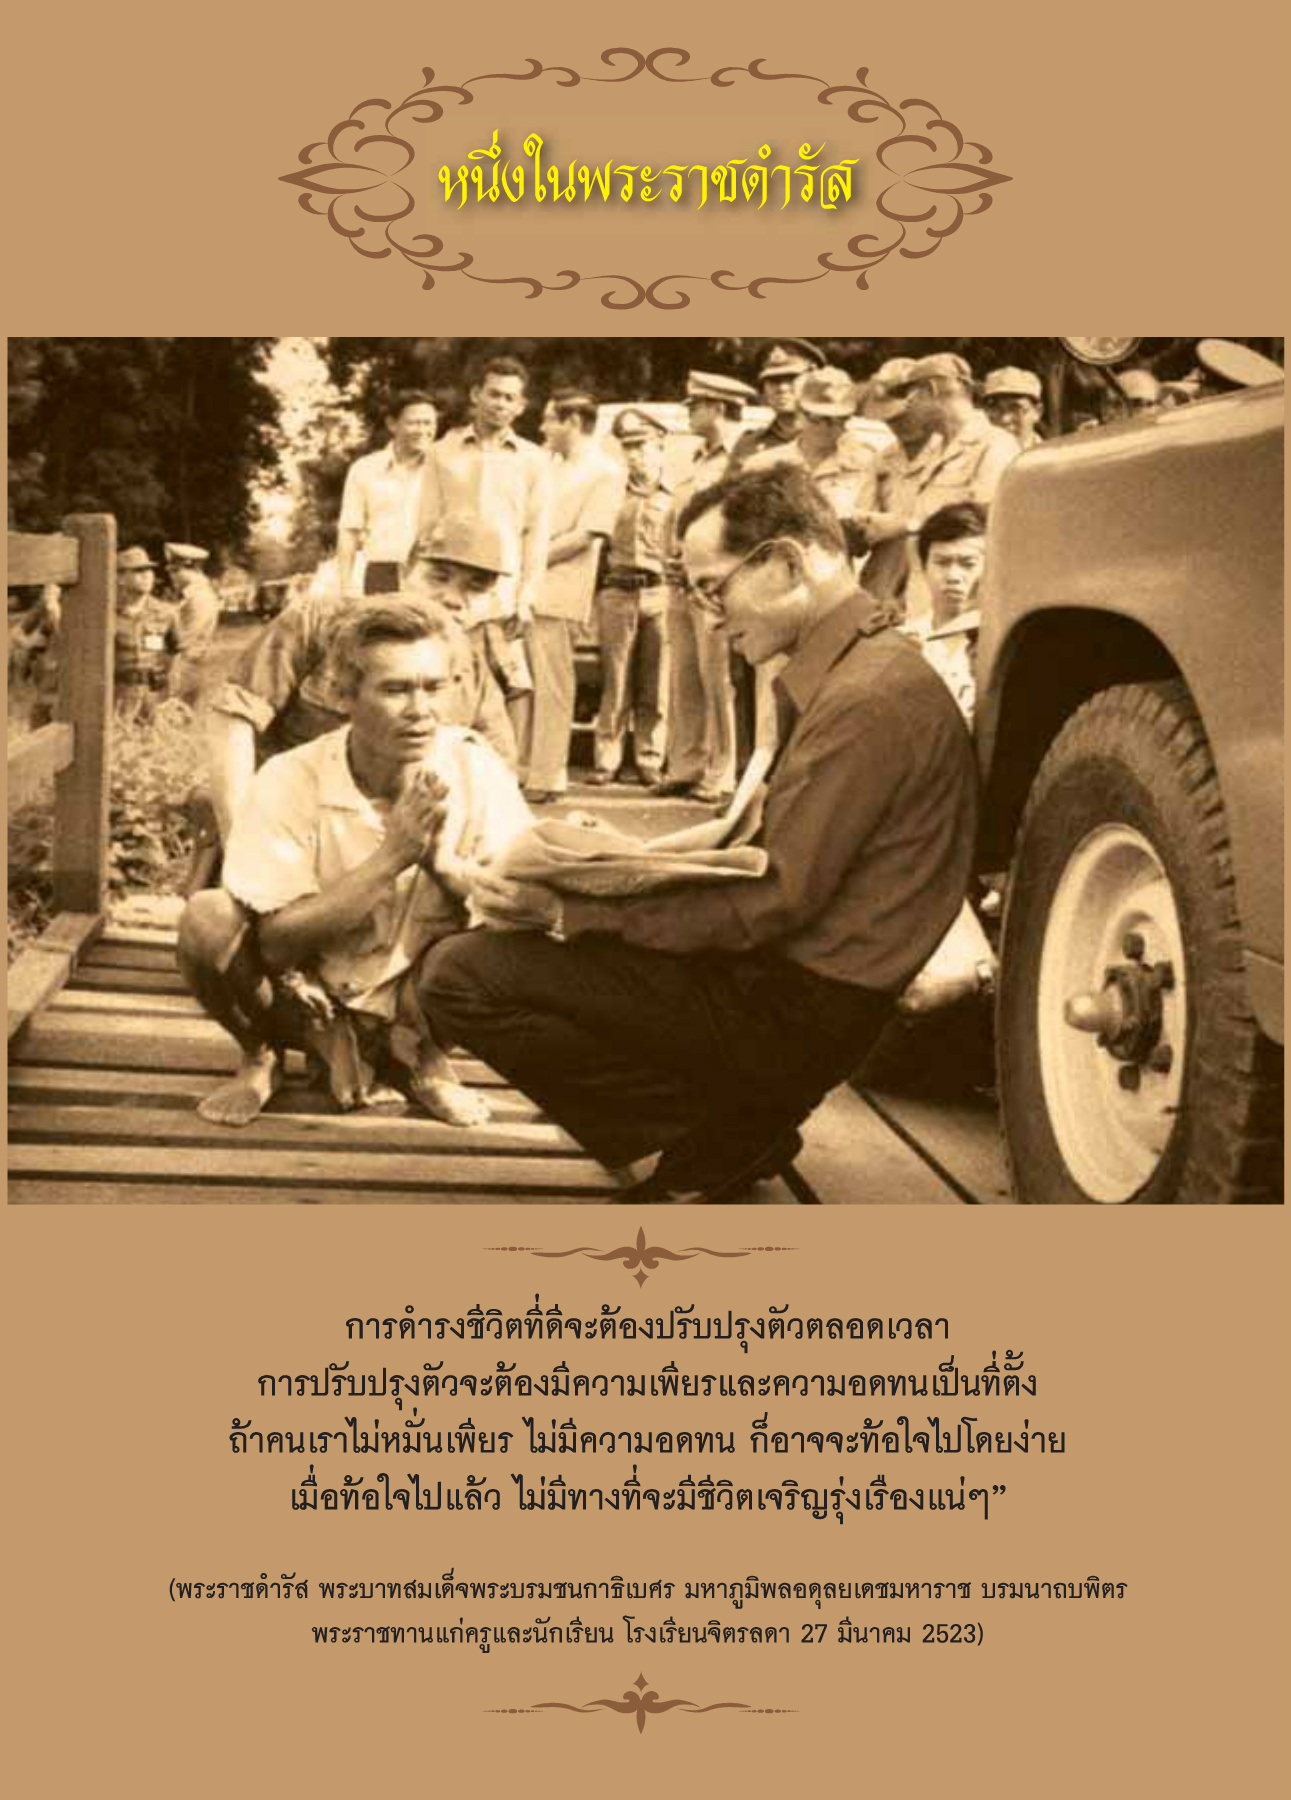 หนึ่งในพระราชดำรัส
การดำรงชีวิตที่ดีจะต้องปรับปรุงตัวตลอดเวลา
การปรับปรุงตัวจะต้องมีความเพียรและความอดทนเป็นที่ตั้ง
ถ้าคนเราไม่หมั่นเพียร ไม่มีความอดทน ก็อาจจะท้อใจไปโดยง่าย
เมื่อท้อใจไปแล้ว ไม่มีทางที่จะมีชีวิตเจริญรุ่งเรืองแน่ๆ”
(พระราชดำรัส พระบาทสมเด็จพระบรมชนกาธิเบศร มหาภูมิพลอดุลยเดชมหาราช บรมนาถบพิตร
พระราชทานแก่ครูและนักเรียน โรงเรียนจิตรลดา 27 มีนาคม 2523)